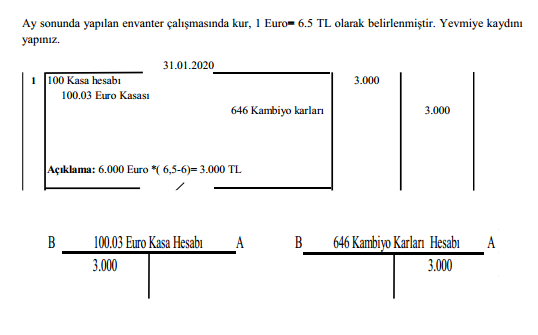 Ay sonunda yapılan envanter çalışmasında kur, 1 Euro= 6.5 TL olarak belirlenmiştir. Yevmiye kaydını
yapınız.
31.01.2020
1 100 Kasa hesabı 3.000
100.03 Euro Kasası
646 Kambiyo karları 3.000
Açıklama: 6.000 Euro *( 6,5-6)= 3.000 TL
B 100.03 Euro Kasa Hesabı A B 646 Kambiyo Karları Hesabı A
3.000 3.000